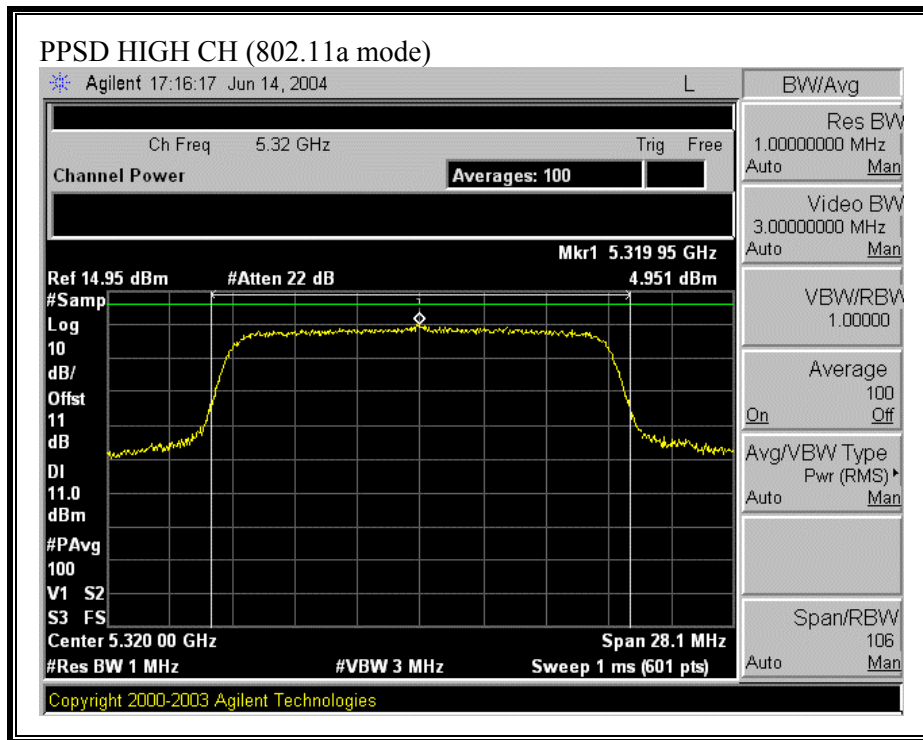 PPSD HIGH CH (802.11a mode)
Agilent 17:16:17 Jun 14, 2004 L
BW/Avg
Ch Freq 5.32 GHz Trig Free
Channel Power Averages: 100
Res BW
1.00000000 MHz
Auto Man
Video BW
3.00000000 MHz
Auto Man
Mkr1 5.319 95 GHz
Ref 14.95 dBm #Atten 22 dB 4.951 dBm
#Samp
Log
10
dB/
Offst
11
dB
DI
11.0
dBm
#PAvg
100
V1 S2
S3 FS
1
VBW/RBW
1.00000
Average
100
On Off
Avg/VBW Type
Pwr (RMS)
Auto Man
Center 5.320 00 GHz Span 28.1 MHz
#Res BW 1 MHz #VBW 3 MHz Sweep 1 ms (601 pts)
Span/RBW
106
Auto Man
Copyright 2000-2003 Agilent Technologies